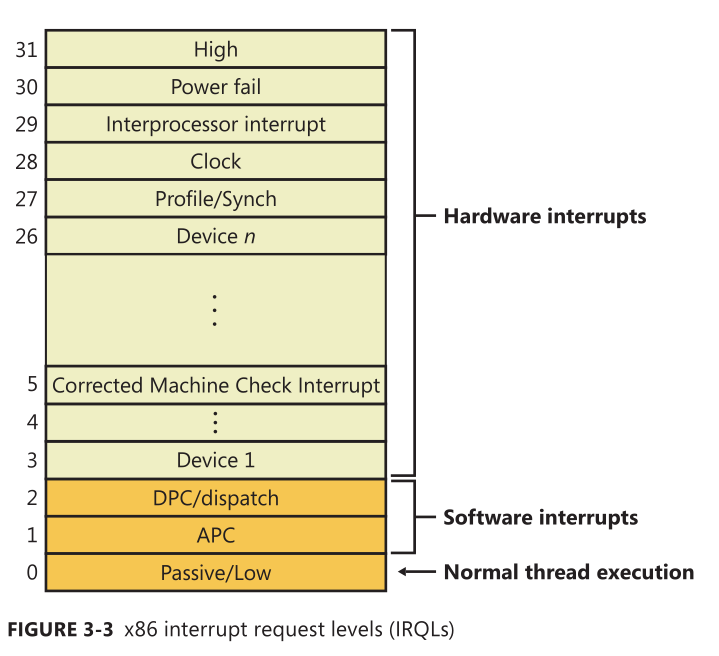 31 High
30 Power fail
29 Interprocessor interrupt
28 Clock
27 Profile/Synch
26 Device n
⋮
5 Corrected Machine Check Interrupt
4 ⋮
3 Device 1
2 DPC/dispatch
1 APC
0 Passive/Low
Hardware interrupts
Software interrupts
Normal thread execution
FIGURE 3-3 x86 interrupt request levels (IRQLs)